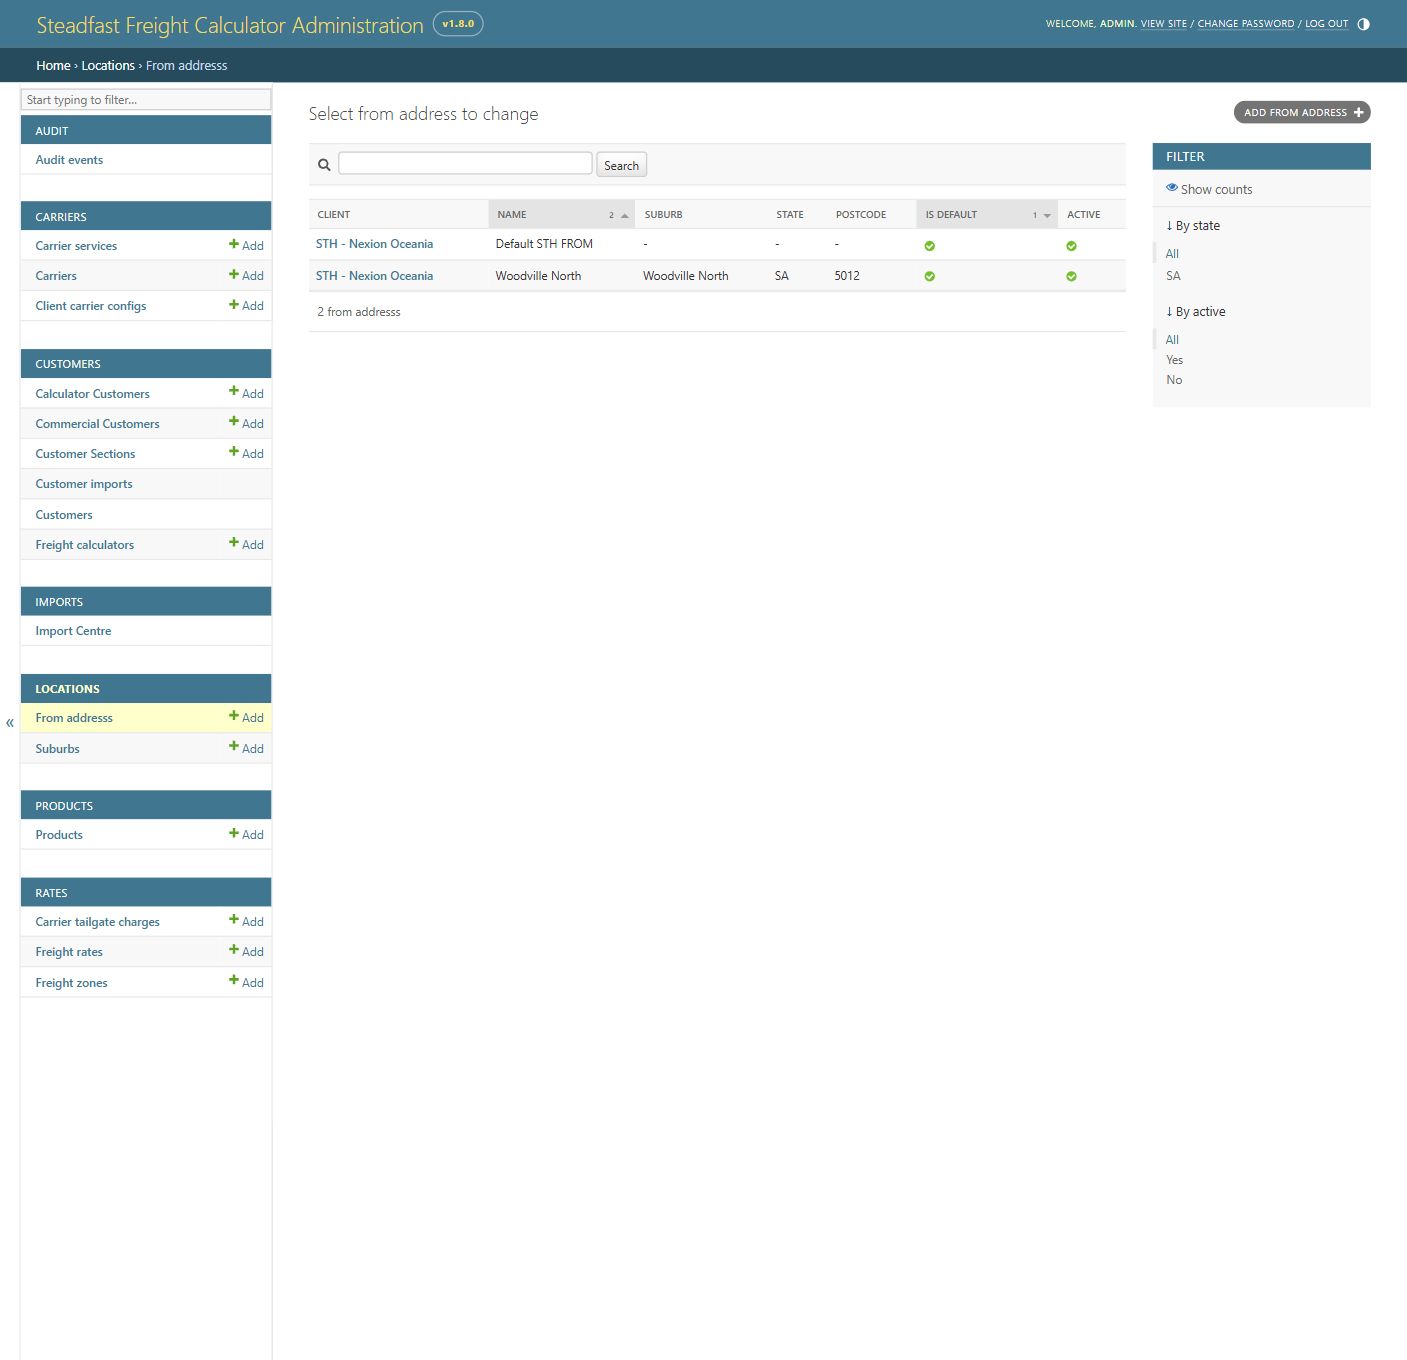 Steadfast Freight Calculator Administration v1.8.0
WELCOME, ADMIN. VIEW SITE / CHANGE PASSWORD / LOG OUT
Home › Locations › From addresss
Start typing to filter...
AUDIT
Audit events
CARRIERS
Carrier services Add
Carriers Add
Client carrier configs Add
CUSTOMERS
Calculator Customers Add
Commercial Customers Add
Customer Sections Add
Customer imports
Customers
Freight calculators Add
IMPORTS
Import Centre
LOCATIONS
From addresss Add
Suburbs Add
PRODUCTS
Products Add
RATES
Carrier tailgate charges Add
Freight rates Add
Freight zones Add
«
Select from address to change
ADD FROM ADDRESS
Search
CLIENT NAME 2 SUBURB STATE POSTCODE IS DEFAULT 1 ACTIVE
STH - Nexion Oceania Default STH FROM - - -
STH - Nexion Oceania Woodville North Woodville North SA 5012
2 from addresss
FILTER
Show counts
↓ By state
All
SA
↓ By active
All
Yes
No